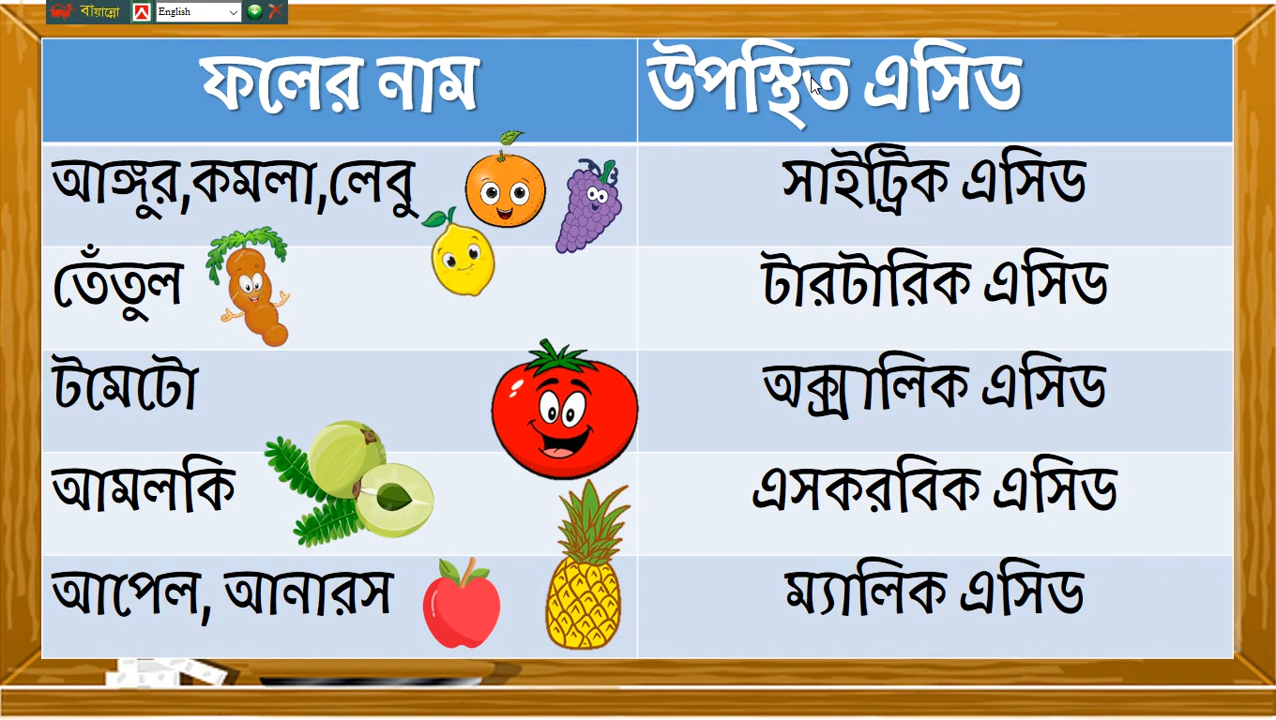 বায়ান্নো English
ফলের নাম উপস্থিত এসিড
আঙ্গুর,কমলা,লেবু সাইট্রিক এসিড
তেঁতুল টারটারিক এসিড
টমেটো অক্সালিক এসিড
আমলকি এসকরবিক এসিড
আপেল, আনারস ম্যালিক এসিড